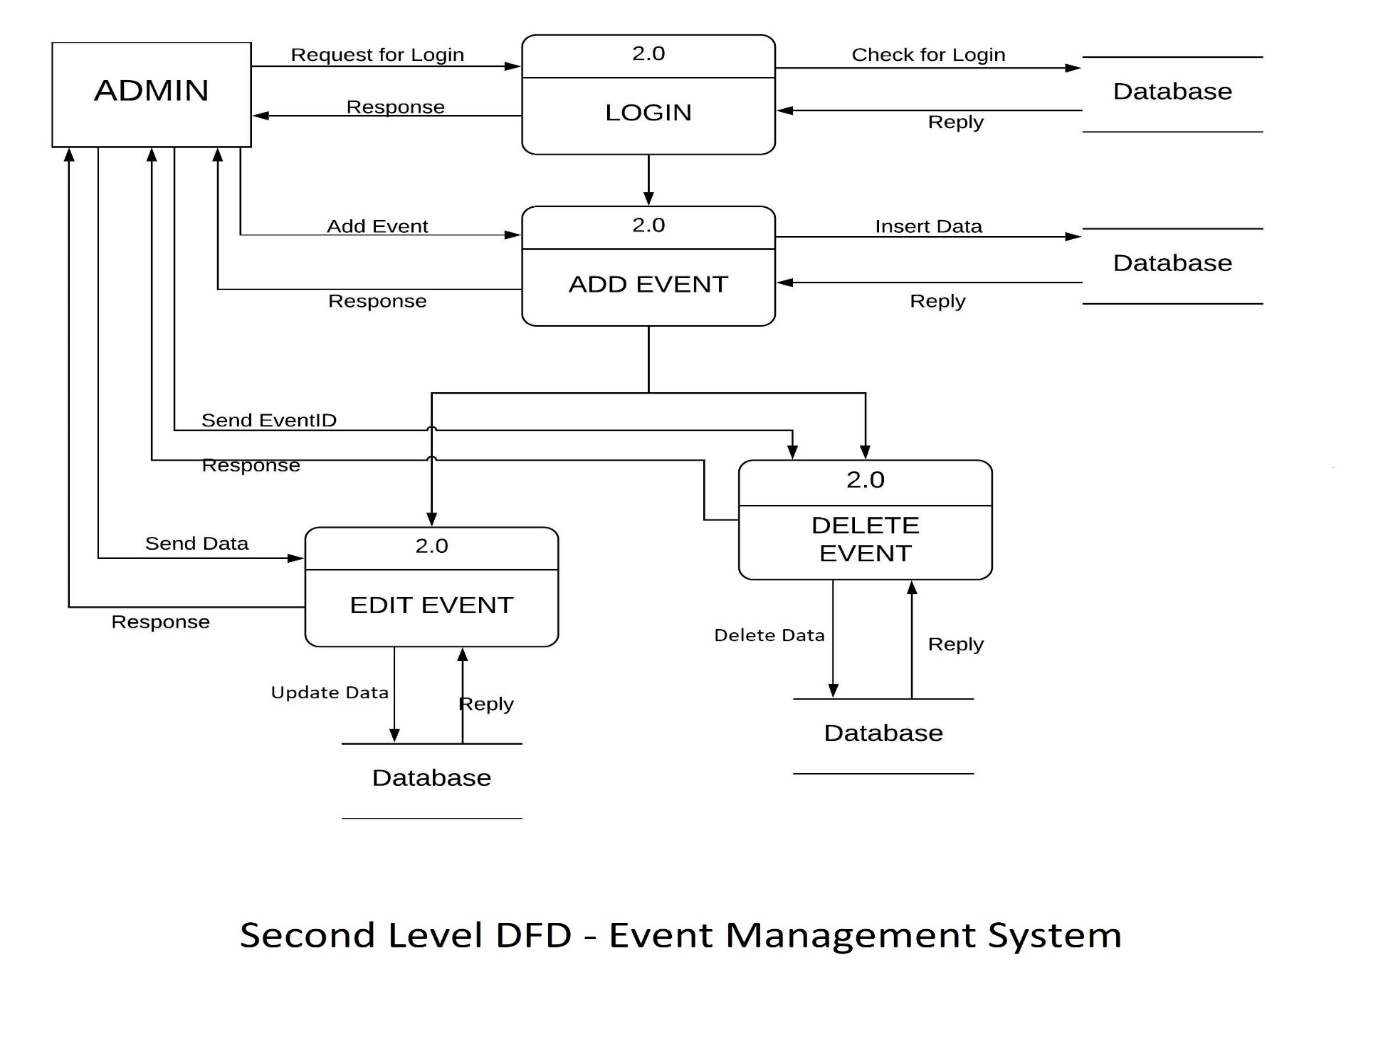 ADMIN
Request for Login
Response
2.0
LOGIN
Check for Login
Reply
Database
Add Event
Response
2.0
ADD EVENT
Insert Data
Reply
Database
Send EventID
Response
2.0
DELETE
EVENT
Send Data
Response
2.0
EDIT EVENT
Delete Data
Reply
Database
Update Data
Reply
Database
Second Level DFD - Event Management System